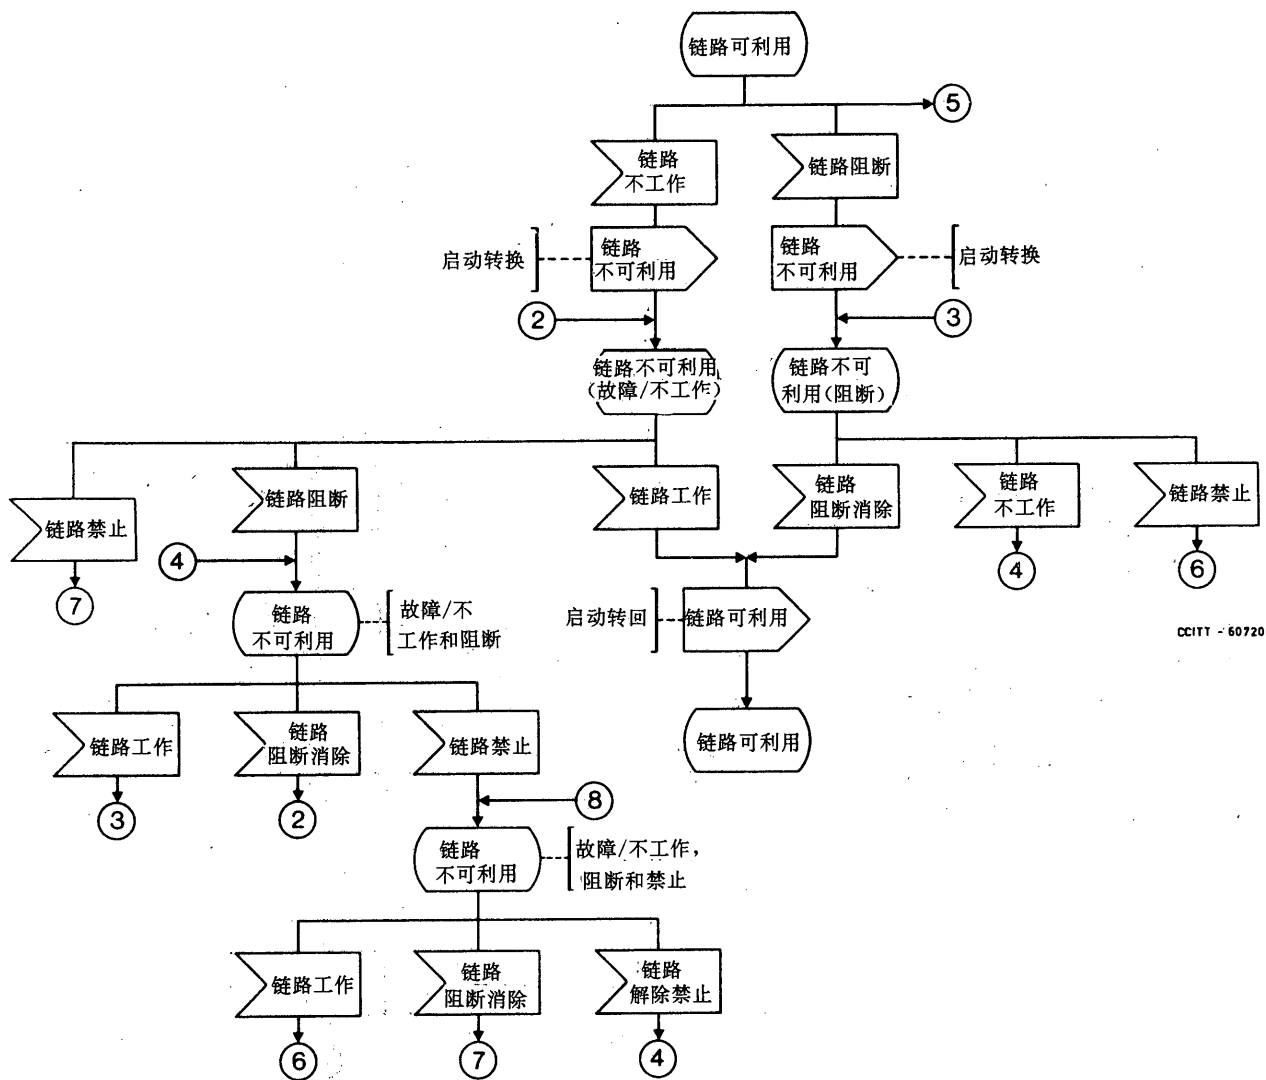 链路可利用
5
链路
不工作
链路阻断
启动转换
链路
不可利用
链路
不可利用
启动转换
2
3
链路不可利用
（故障/不工作）
链路不可
利用（阻断）
链路禁止
链路阻断
链路工作
链路
阻断消除
链路
不工作
链路禁止
7
4
4
6
链路
不可利用
故障/不
工作和阻断
启动转回
链路可利用
CCITT - 60720
链路工作
链路
阻断消除
链路禁止
链路可利用
3
2
8
链路
不可利用
故障/不工作，
阻断和禁止
链路工作
链路
阻断消除
链路
解除禁止
6
7
4